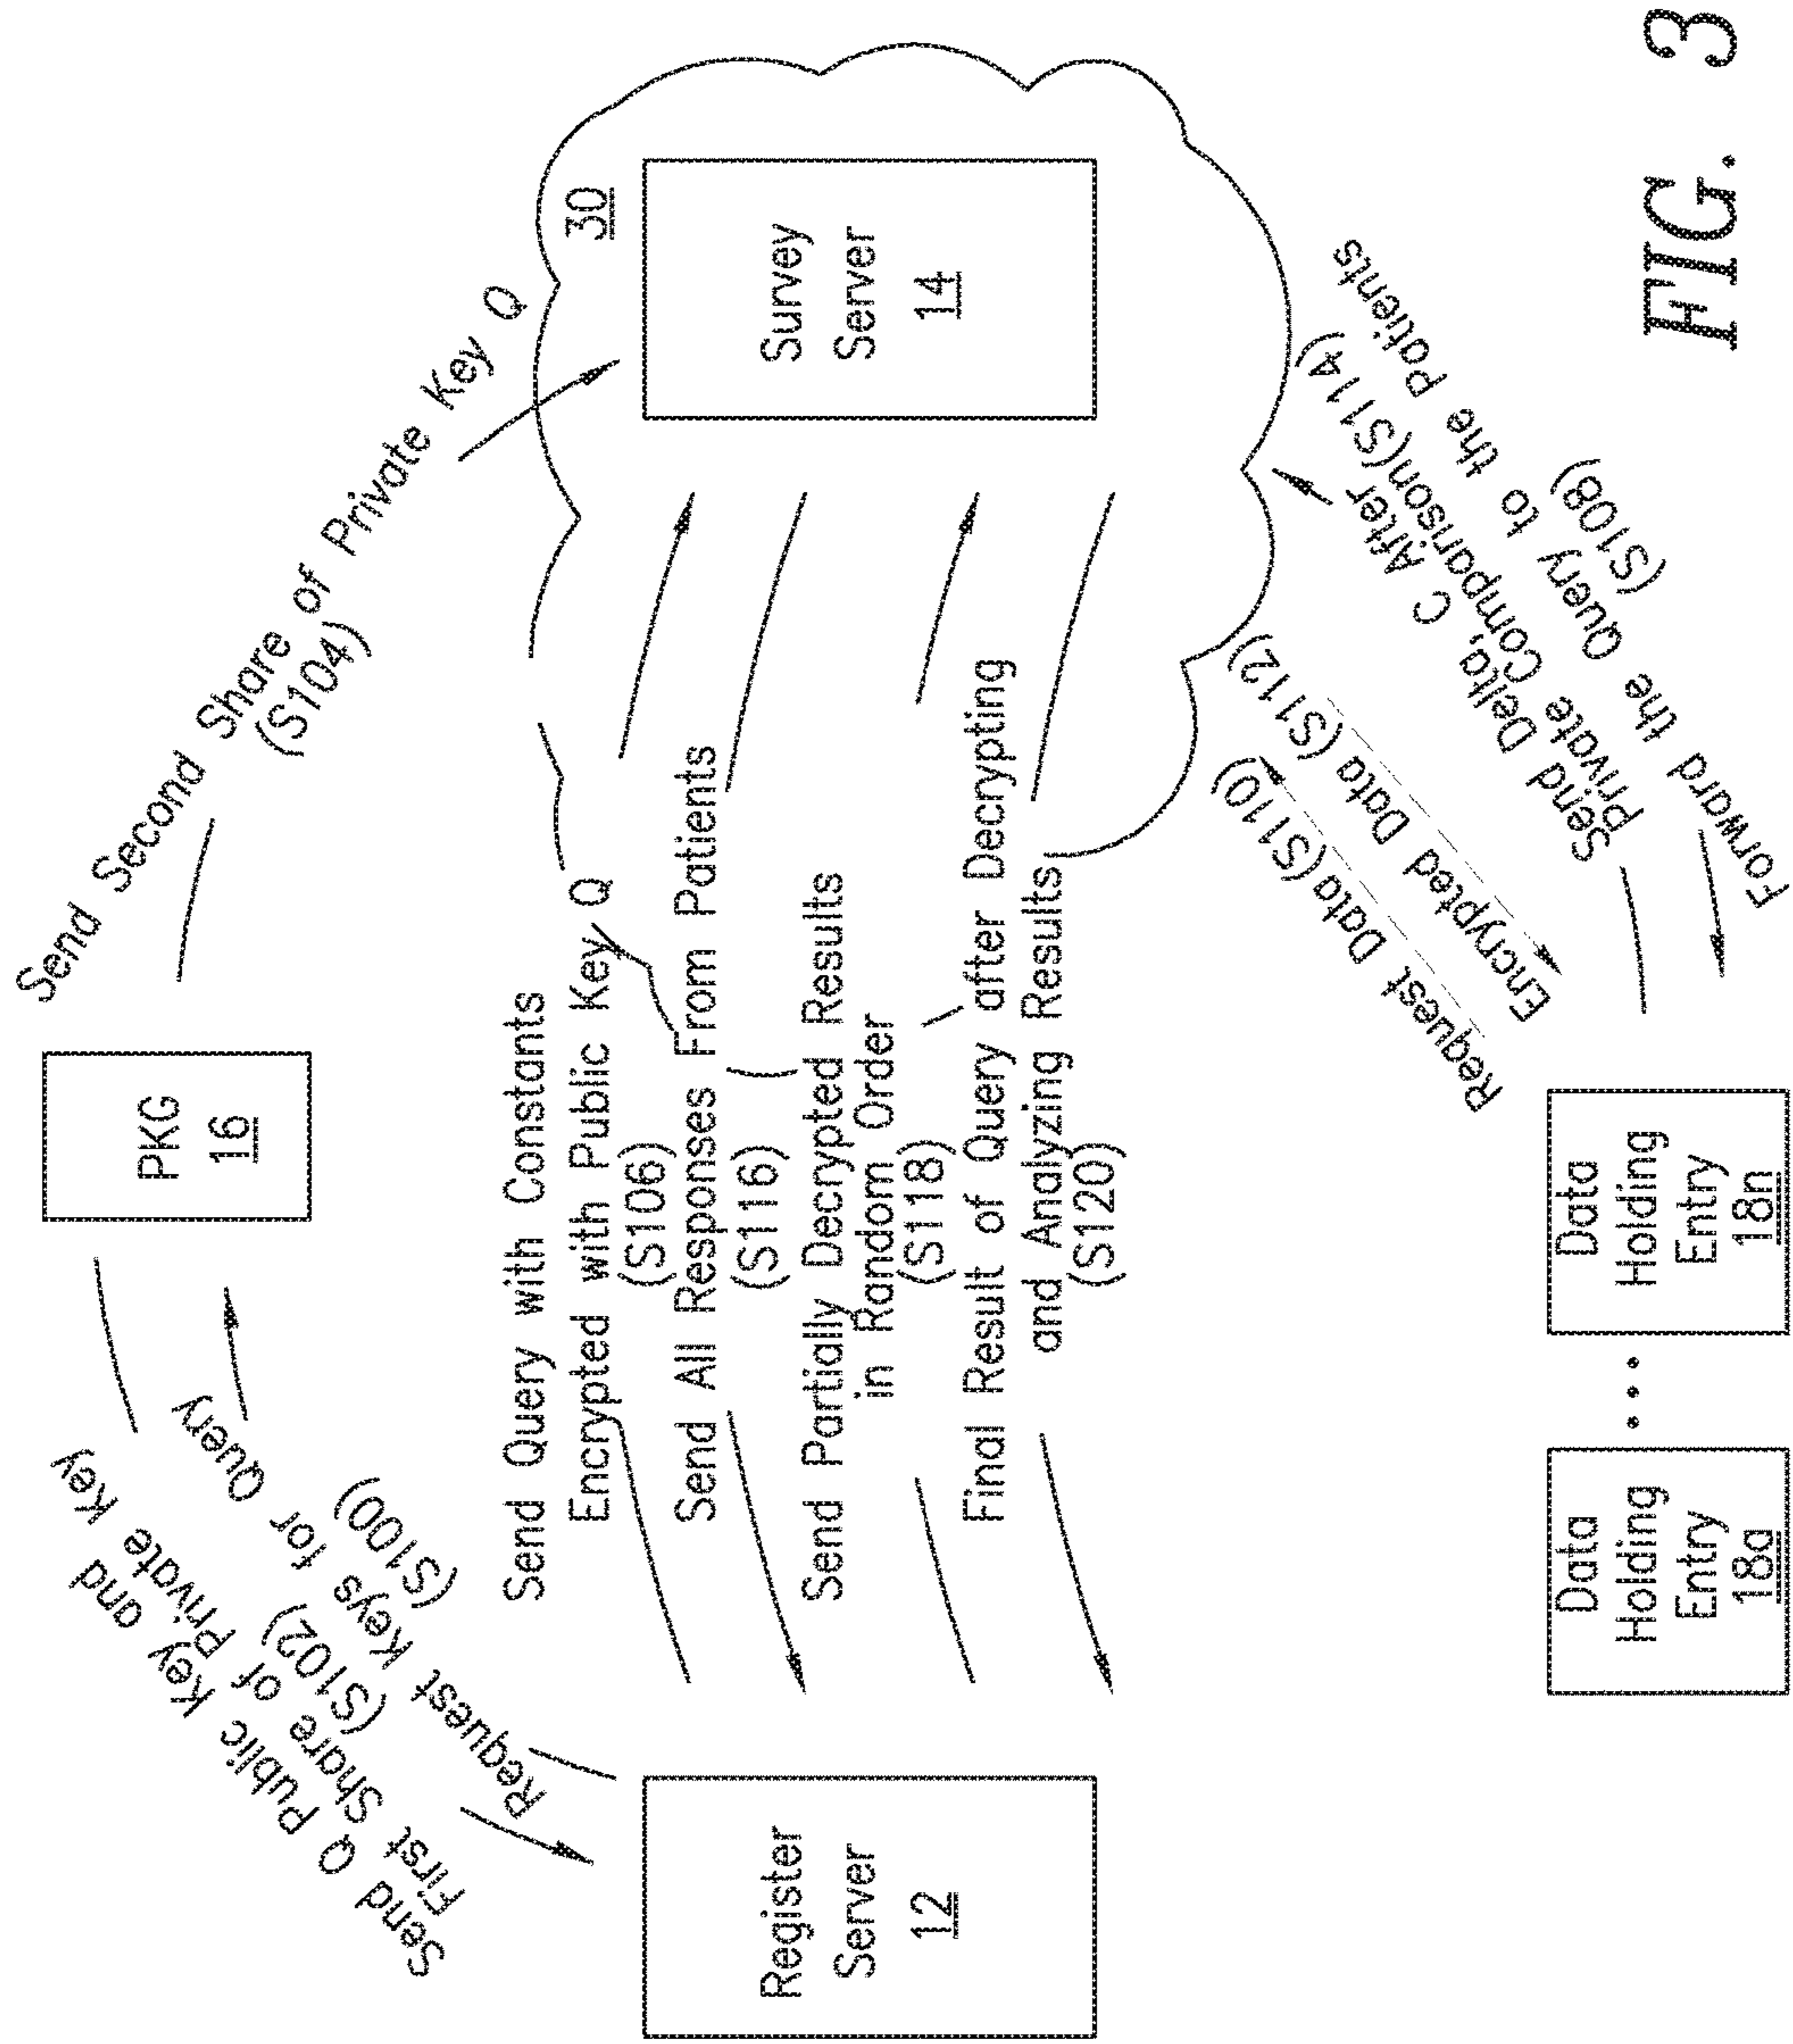 PKG
16
Send Q Public Key and
First Share of Private Key
(S102)
Request Keys for Query
(S100)
Send Second Share of Private Key Q
(S104)
30
Send Query with Constants
Encrypted with Public Key Q
(S106)
Send All Responses From Patients
(S116)
Send Partially Decrypted Results
in Random Order
(S118)
Final Result of Query after Decrypting
and Analyzing Results
(S120)
Register
Server
12
Survey
Server
14
Request Data(S110)
Encrypted Data (S112)
Send Delta, C After
Private Comparison(S114)
Forward the Query to the Patients
(S108)
Data
Holding
Entry
18a
Data
Holding
Entry
18n
FIG. 3